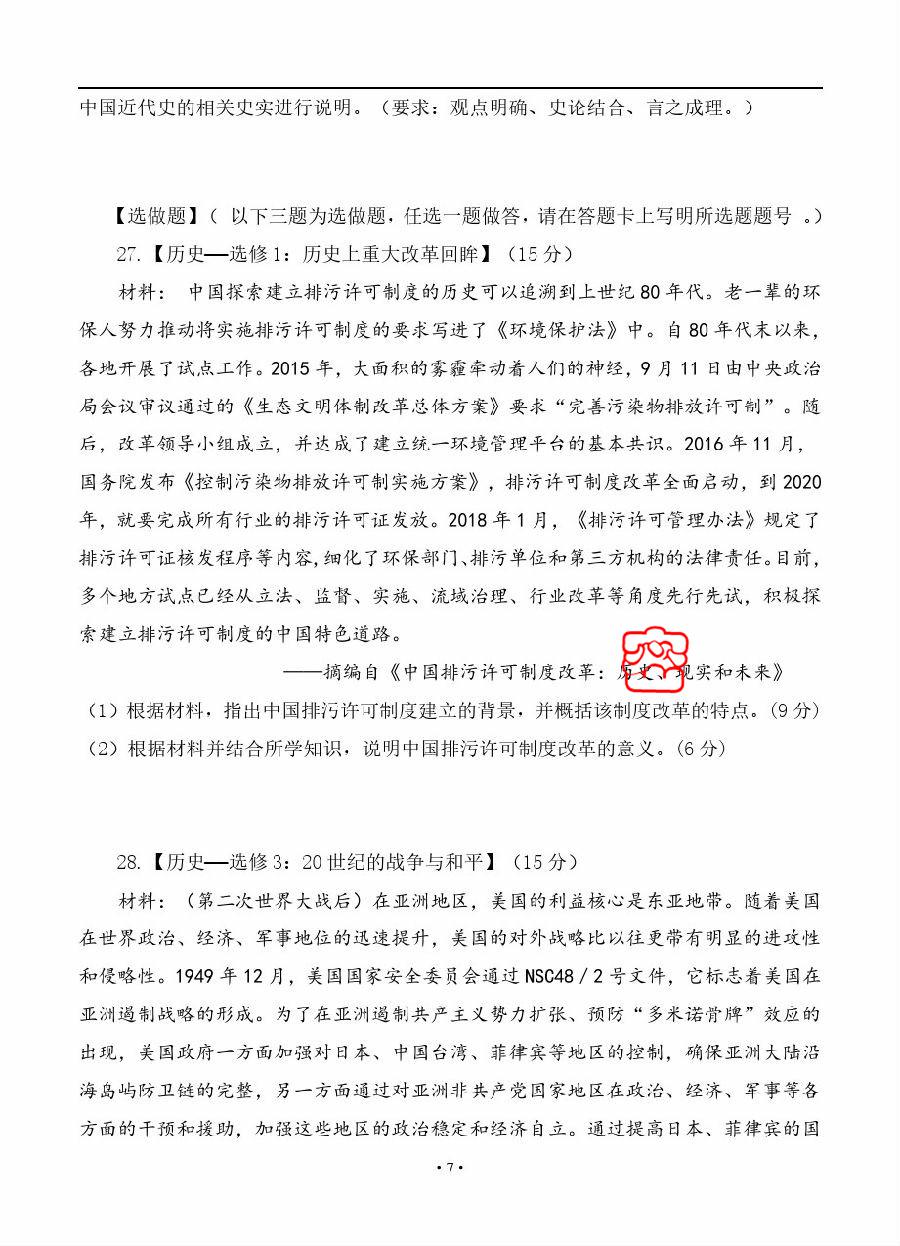 中国近代史的相关史实进行说明。（要求：观点明确、史论结合、言之成理。）
【选做题】（ 以下三题为选做题，任选一题做答，请在答题卡上写明所选题题号 。）
27.【历史——选修1：历史上重大改革回眸】（15分）
材料： 中国探索建立排污许可制度的历史可以追溯到上世纪80年代。老一辈的环
保人努力推动将实施排污许可制度的要求写进了《环境保护法》中。自80年代末以来，
各地开展了试点工作。2015年，大面积的雾霾牵动着人们的神经，9月11日由中央政治
局会议审议通过的《生态文明体制改革总体方案》要求“完善污染物排放许可制”。随
后，改革领导小组成立，并达成了建立统一环境管理平台的基本共识。2016年11月，
国务院发布《控制污染物排放许可制实施方案》，排污许可制度改革全面启动，到2020
年，就要完成所有行业的排污许可证发放。2018年1月，《排污许可管理办法》规定了
排污许可证核发程序等内容，细化了环保部门、排污单位和第三方机构的法律责任。目前，
多个地方试点已经从立法、监督、实施、流域治理、行业改革等角度先行先试，积极探
索建立排污许可制度的中国特色道路。
——摘编自《中国排污许可制度改革：历史、现实和未来》
（1）根据材料，指出中国排污许可制度建立的背景，并概括该制度改革的特点。（9分）
（2）根据材料并结合所学知识，说明中国排污许可制度改革的意义。（6分）
28.【历史——选修3：20世纪的战争与和平】（15分）
材料：（第二次世界大战后）在亚洲地区，美国的利益核心是东亚地带。随着美国
在世界政治、经济、军事地位的迅速提升，美国的对外战略比以往更带有明显的进攻性
和侵略性。1949年12月，美国国家安全委员会通过NSC48／2号文件，它标志着美国在
亚洲遏制战略的形成。为了在亚洲遏制共产主义势力扩张、预防“多米诺骨牌”效应的
出现，美国政府一方面加强对日本、中国台湾、菲律宾等地区的控制，确保亚洲大陆沿
海岛屿防卫链的完整，另一方面通过对亚洲非共产党国家地区在政治、经济、军事等各
方面的干预和援助，加强这些地区的政治稳定和经济自立。通过提高日本、菲律宾的国
•7•